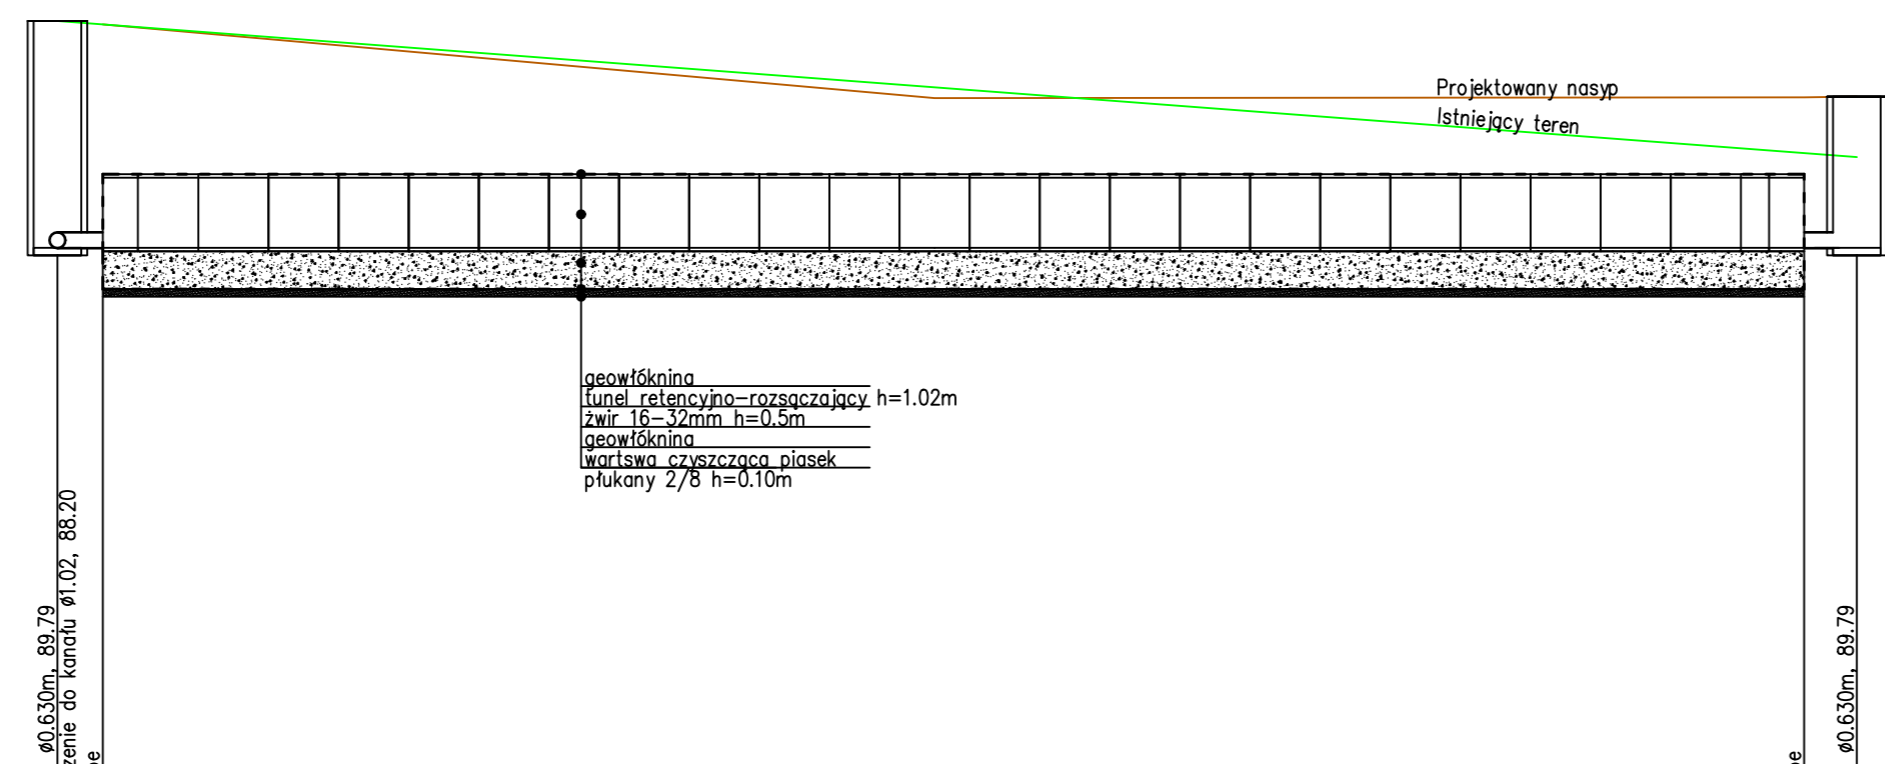 Projektowany nasyp
Istniejący teren
geowłóknina
tunel retencyjno-rozsączający h=1.02m
żwir 16-32mm h=0.5m
geowłóknina
wartswa czyszcząca piasek
płukany 2/8 h=0.10m
ø0.630m, 89.79
zenie do kanału ø1.02, 88.20
ø0.630m, 89.79